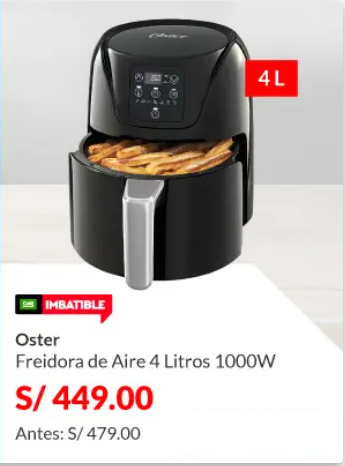 Oster
4 L
IMBATIBLE
Oster
Freidora de Aire 4 Litros 1000W
S/ 449.00
Antes: S/ 479.00